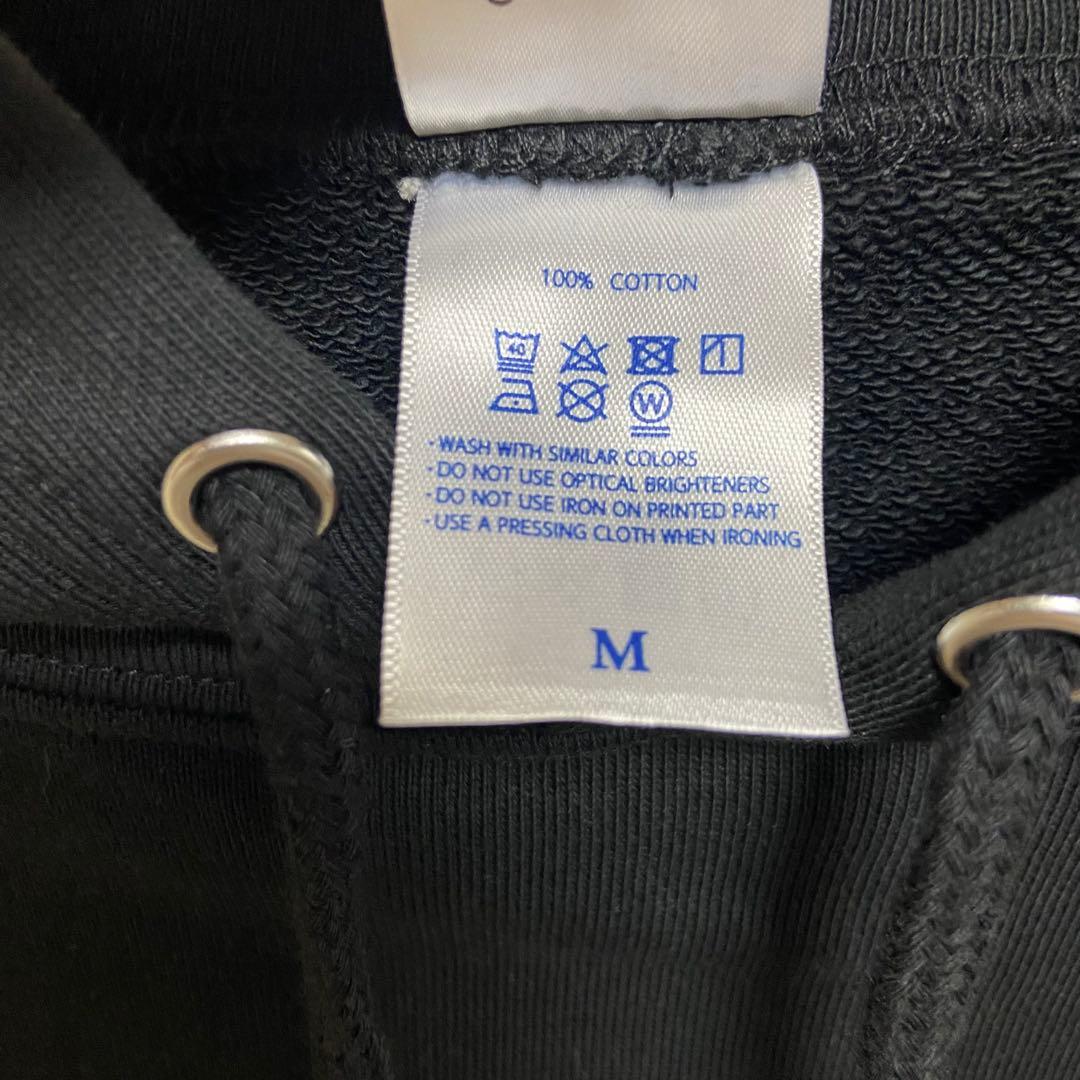 100% COTTON
40
W
· WASH WITH SIMILAR COLORS
· DO NOT USE OPTICAL BRIGHTENERS
· DO NOT USE IRON ON PRINTED PART
· USE A PRESSING CLOTH WHEN IRONING
M